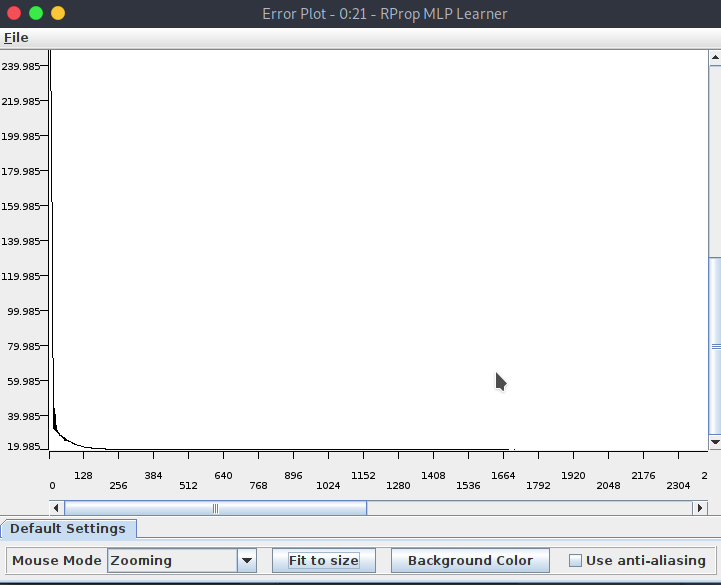 Error Plot - 0:21 - RProp MLP Learner
File
239.985
219.985
199.985
179.985
159.985
139.985
119.985
99.985
79.985
59.985
39.985
19.985
128 384 640 896 1152 1408 1664 1920 2176 2
0 256 512 768 1024 1280 1536 1792 2048 2304
Default Settings
Mouse Mode Zooming Fit to size Background Color Use anti-aliasing